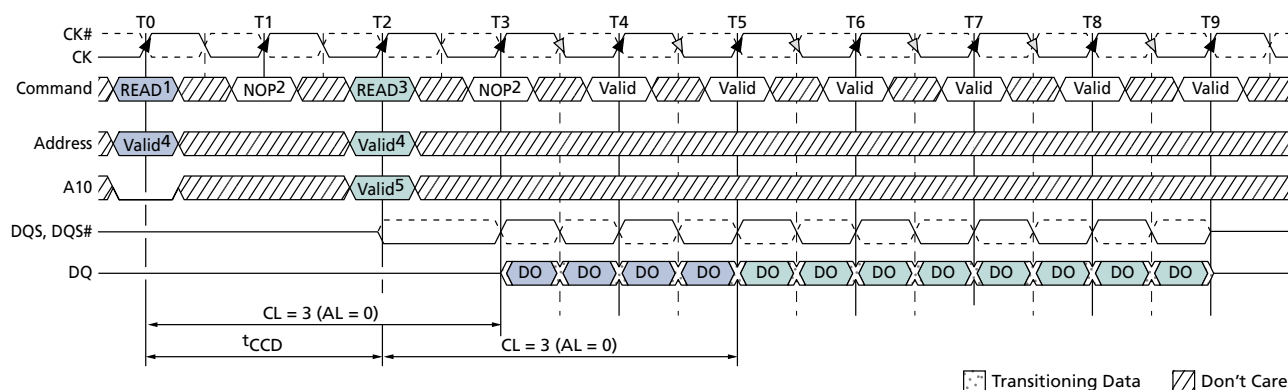 T0 T1 T2 T3 T4 T5 T6 T7 T8 T9
CK#
CK
Command READ1 NOP2 READ3 NOP2 Valid Valid Valid Valid Valid Valid
Address Valid4 Valid4
A10 Valid5
DQS, DQS#
DQ DO DO DO DO DO DO DO DO DO DO DO DO
CL = 3 (AL = 0)
tCCD CL = 3 (AL = 0)
Transitioning Data Don't Care